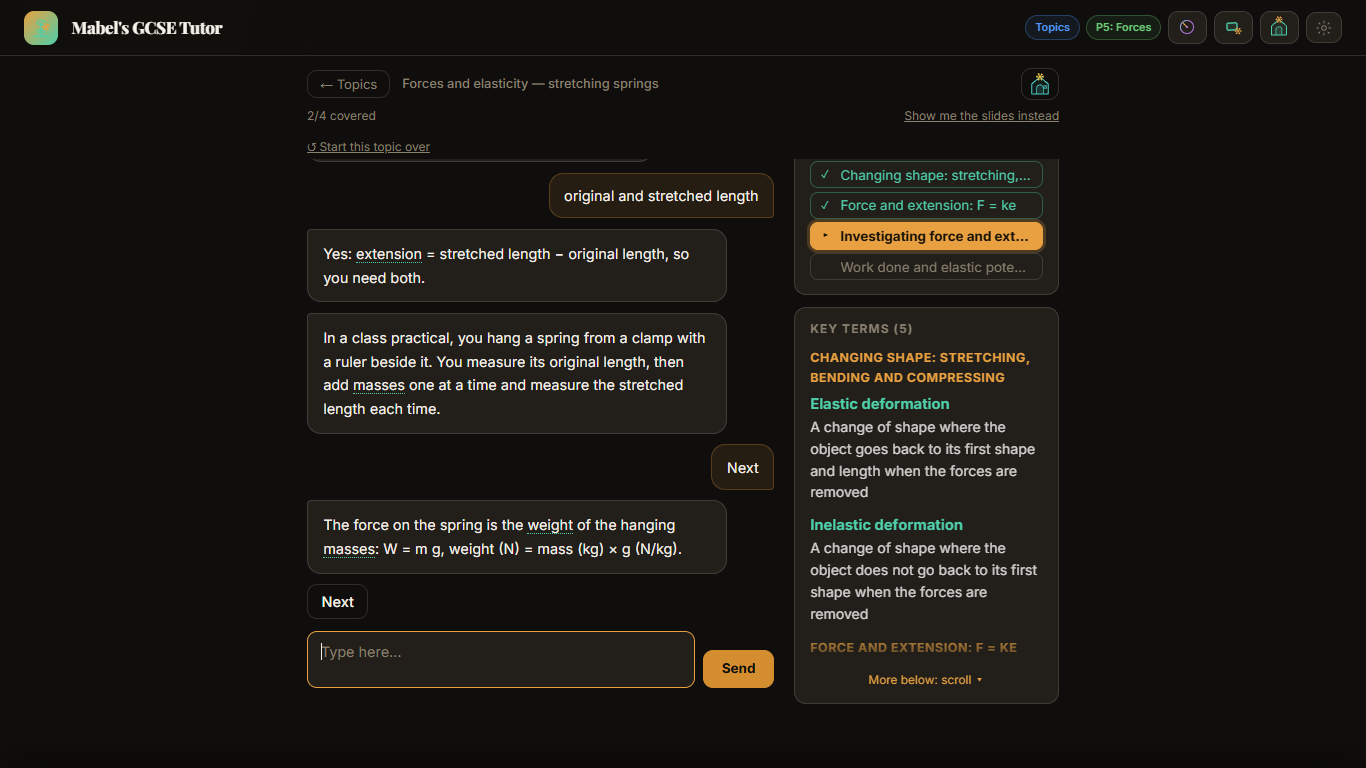 Mabel's GCSE Tutor
Topics
P5: Forces
← Topics
Forces and elasticity — stretching springs
2/4 covered
Show me the slides instead
↺ Start this topic over
original and stretched length
Yes: extension = stretched length − original length, so
you need both.
In a class practical, you hang a spring from a clamp with
a ruler beside it. You measure its original length, then
add masses one at a time and measure the stretched
length each time.
Next
The force on the spring is the weight of the hanging
masses: W = m g, weight (N) = mass (kg) × g (N/kg).
Next
Type here...
Send
✓ Changing shape: stretching,...
✓ Force and extension: F = ke
‣ Investigating force and ext...
Work done and elastic pote...
KEY TERMS (5)
CHANGING SHAPE: STRETCHING,
BENDING AND COMPRESSING
Elastic deformation
A change of shape where the
object goes back to its first shape
and length when the forces are
removed
Inelastic deformation
A change of shape where the
object does not go back to its first
shape when the forces are
removed
FORCE AND EXTENSION: F = KE
More below: scroll ▾